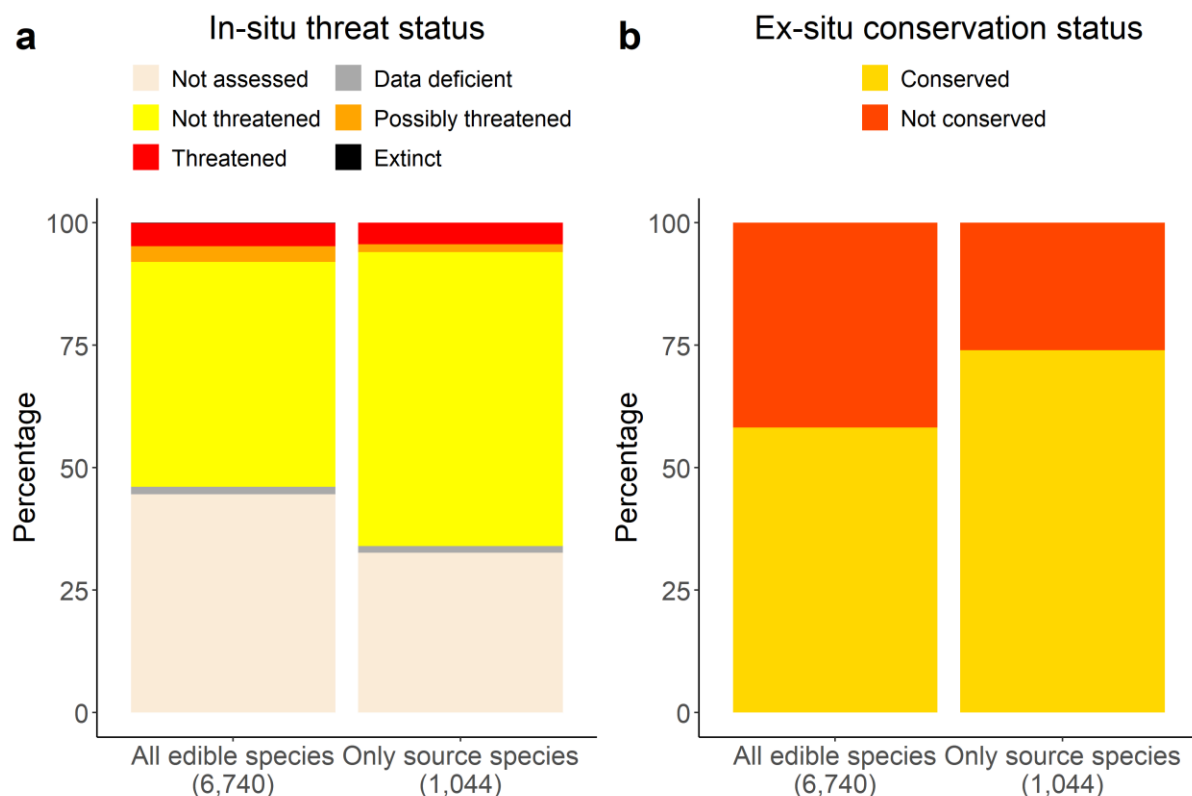 a In-situ threat status
Not assessed Data deficient
Not threatened Possibly threatened
Threatened Extinct
100
75
50
25
0
Percentage
All edible species Only source species
(6,740) (1,044)
b Ex-situ conservation status
Conserved
Not conserved
100
75
50
25
0
Percentage
All edible species Only source species
(6,740) (1,044)